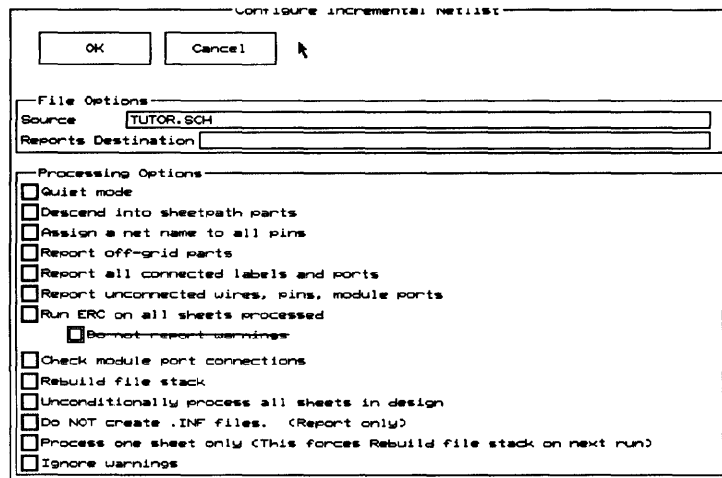 Configure Incremental Netlist
OK
Cancel
File Options
Source TUTOR.SCH
Reports Destination
Processing Options
Quiet mode
Descend into sheetpath parts
Assign a net name to all pins
Report off-grid parts
Report all connected labels and ports
Report unconnected wires, pins, module ports
Run ERC on all sheets processed
Do not report warnings
Check module port connections
Rebuild file stack
Unconditionally process all sheets in design
Do NOT create .INF files. (Report only)
Process one sheet only (This forces Rebuild file stack on next run)
Ignore warnings